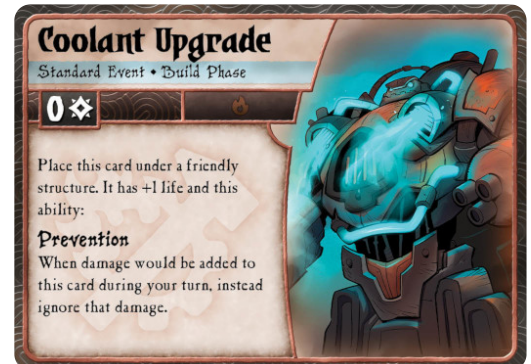 Coolant Upgrade
Standard Event • Build Phase
0
Place this card under a friendly
structure. It has +1 life and this
ability:
Prevention
When damage would be added to
this card during your turn, instead
ignore that damage.